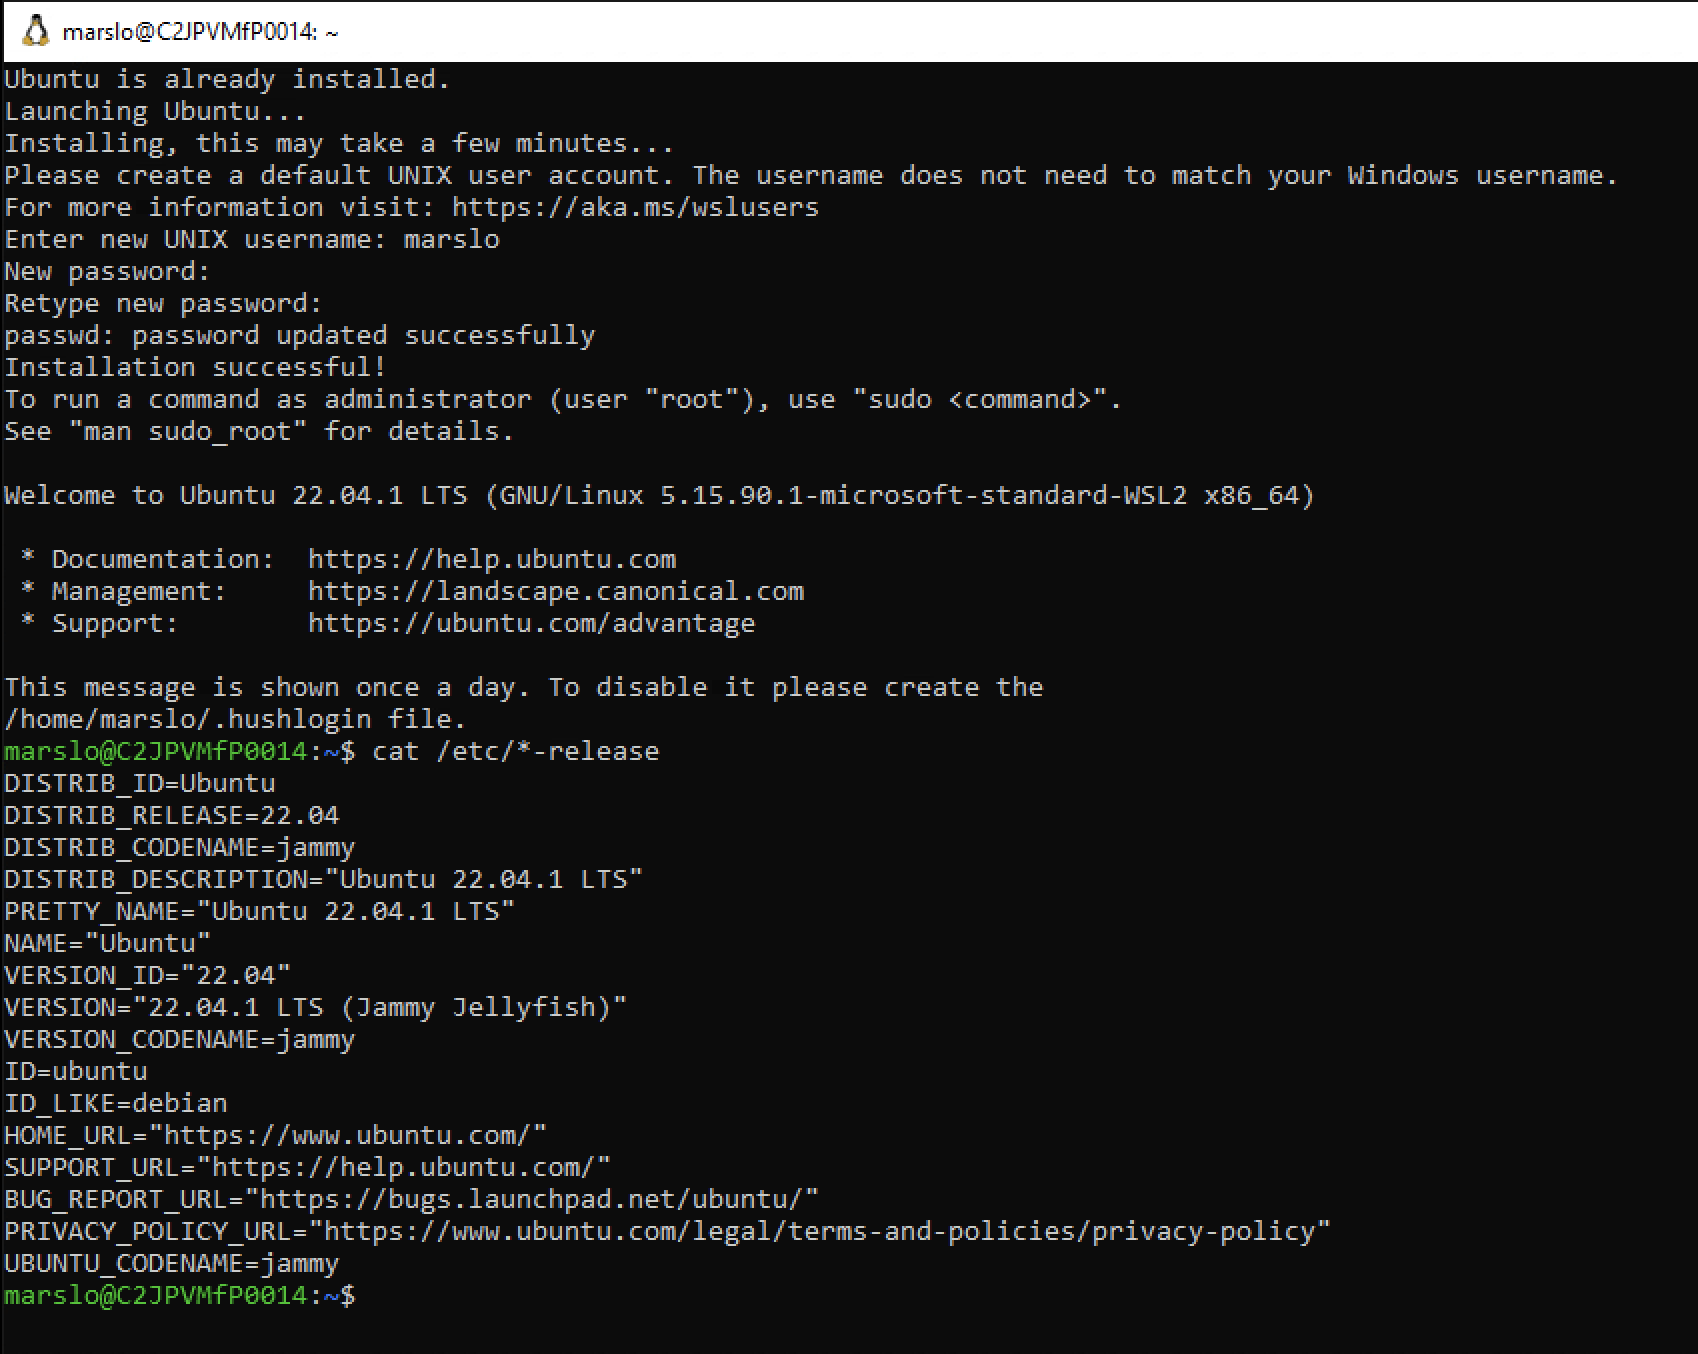 marslo@C2JPVMfP0014: ~
Ubuntu is already installed.
Launching Ubuntu...
Installing, this may take a few minutes...
Please create a default UNIX user account. The username does not need to match your Windows username.
For more information visit: https://aka.ms/wslusers
Enter new UNIX username: marslo
New password:
Retype new password:
passwd: password updated successfully
Installation successful!
To run a command as administrator (user "root"), use "sudo <command>".
See "man sudo_root" for details.

Welcome to Ubuntu 22.04.1 LTS (GNU/Linux 5.15.90.1-microsoft-standard-WSL2 x86_64)

 * Documentation:  https://help.ubuntu.com
 * Management:     https://landscape.canonical.com
 * Support:        https://ubuntu.com/advantage

This message is shown once a day. To disable it please create the
/home/marslo/.hushlogin file.
marslo@C2JPVMfP0014:~$ cat /etc/*-release
DISTRIB_ID=Ubuntu
DISTRIB_RELEASE=22.04
DISTRIB_CODENAME=jammy
DISTRIB_DESCRIPTION="Ubuntu 22.04.1 LTS"
PRETTY_NAME="Ubuntu 22.04.1 LTS"
NAME="Ubuntu"
VERSION_ID="22.04"
VERSION="22.04.1 LTS (Jammy Jellyfish)"
VERSION_CODENAME=jammy
ID=ubuntu
ID_LIKE=debian
HOME_URL="https://www.ubuntu.com/"
SUPPORT_URL="https://help.ubuntu.com/"
BUG_REPORT_URL="https://bugs.launchpad.net/ubuntu/"
PRIVACY_POLICY_URL="https://www.ubuntu.com/legal/terms-and-policies/privacy-policy"
UBUNTU_CODENAME=jammy
marslo@C2JPVMfP0014:~$